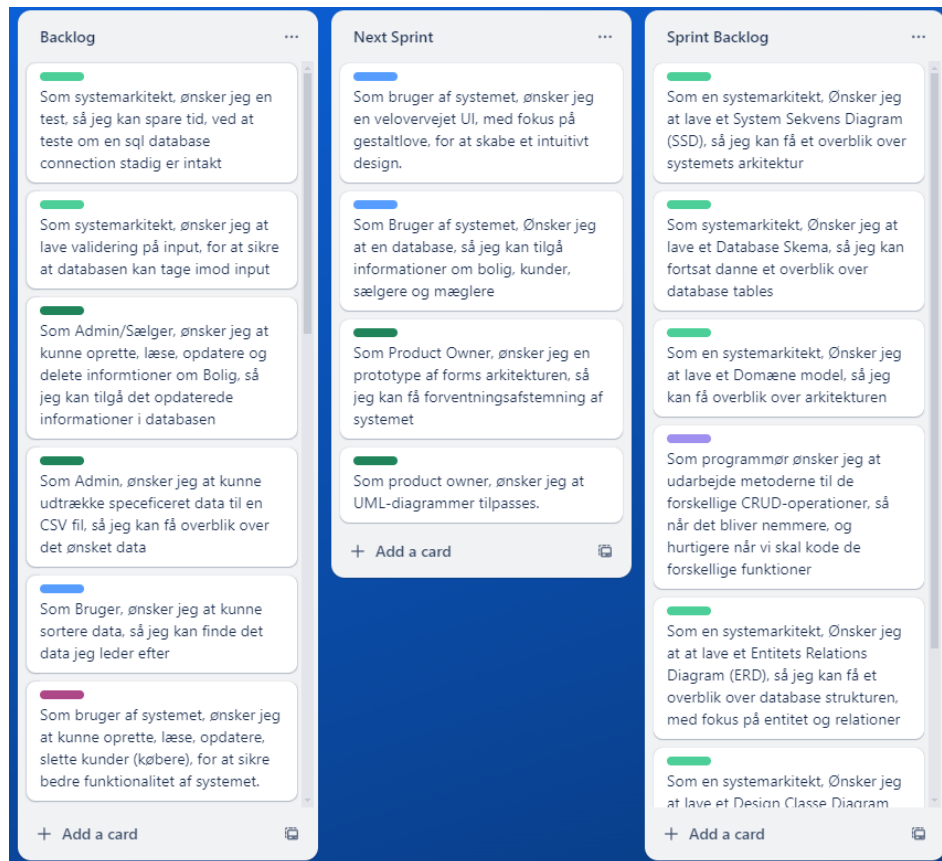 Backlog
Som systemarkitekt, ønsker jeg en
test, så jeg kan spare tid, ved at
teste om en sql database
connection stadig er intakt
Som systemarkitekt, ønsker jeg at
lave validering på input, for at sikre
at databasen kan tage imod input
Som Admin/Sælger, ønsker jeg at
kunne oprette, læse, opdatere og
delete informtioner om Bolig, så
jeg kan tilgå det opdaterede
informationer i databasen
Som Admin, ønsker jeg at kunne
udtrække speceficeret data til en
CSV fil, så jeg kan få overblik over
det ønsket data
Som Bruger, ønsker jeg at kunne
sortere data, så jeg kan finde det
data jeg leder efter
Som bruger af systemet, ønsker jeg
at kunne oprette, læse, opdatere,
slette kunder (købere), for at sikre
bedre funktionalitet af systemet.
+ Add a card
Next Sprint
Som bruger af systemet, ønsker jeg
en velovervejet UI, med fokus på
gestaltlove, for at skabe et intuitivt
design.
Som Bruger af systemet, Ønsker jeg
at en database, så jeg kan tilgå
informationer om bolig, kunder,
sælgere og mæglere
Som Product Owner, ønsker jeg en
prototype af forms arkitekturen, så
jeg kan få forventningsafstemning af
systemet
Som product owner, ønsker jeg at
UML-diagrammer tilpasses.
+ Add a card
Sprint Backlog
Som en systemarkitekt, Ønsker jeg
at lave et System Sekvens Diagram
(SSD), så jeg kan få et overblik over
systemets arkitektur
Som systemarkitekt, Ønsker jeg at
lave et Database Skema, så jeg kan
fortsat danne et overblik over
database tables
Som en systemarkitekt, Ønsker jeg
at lave et Domæne model, så jeg
kan få overblik over arkitekturen
Som programmør ønsker jeg at
udarbejde metoderne til de
forskellige CRUD-operationer, så
når det bliver nemmere, og
hurtigere når vi skal kode de
forskellige funktioner
Som en systemarkitekt, Ønsker jeg
at at lave et Entitets Relations
Diagram (ERD), så jeg kan få et
overblik over database strukturen,
med fokus på entitet og relationer
Som en systemarkitekt, Ønsker jeg
at lave et Design Classe Diagram
+ Add a card